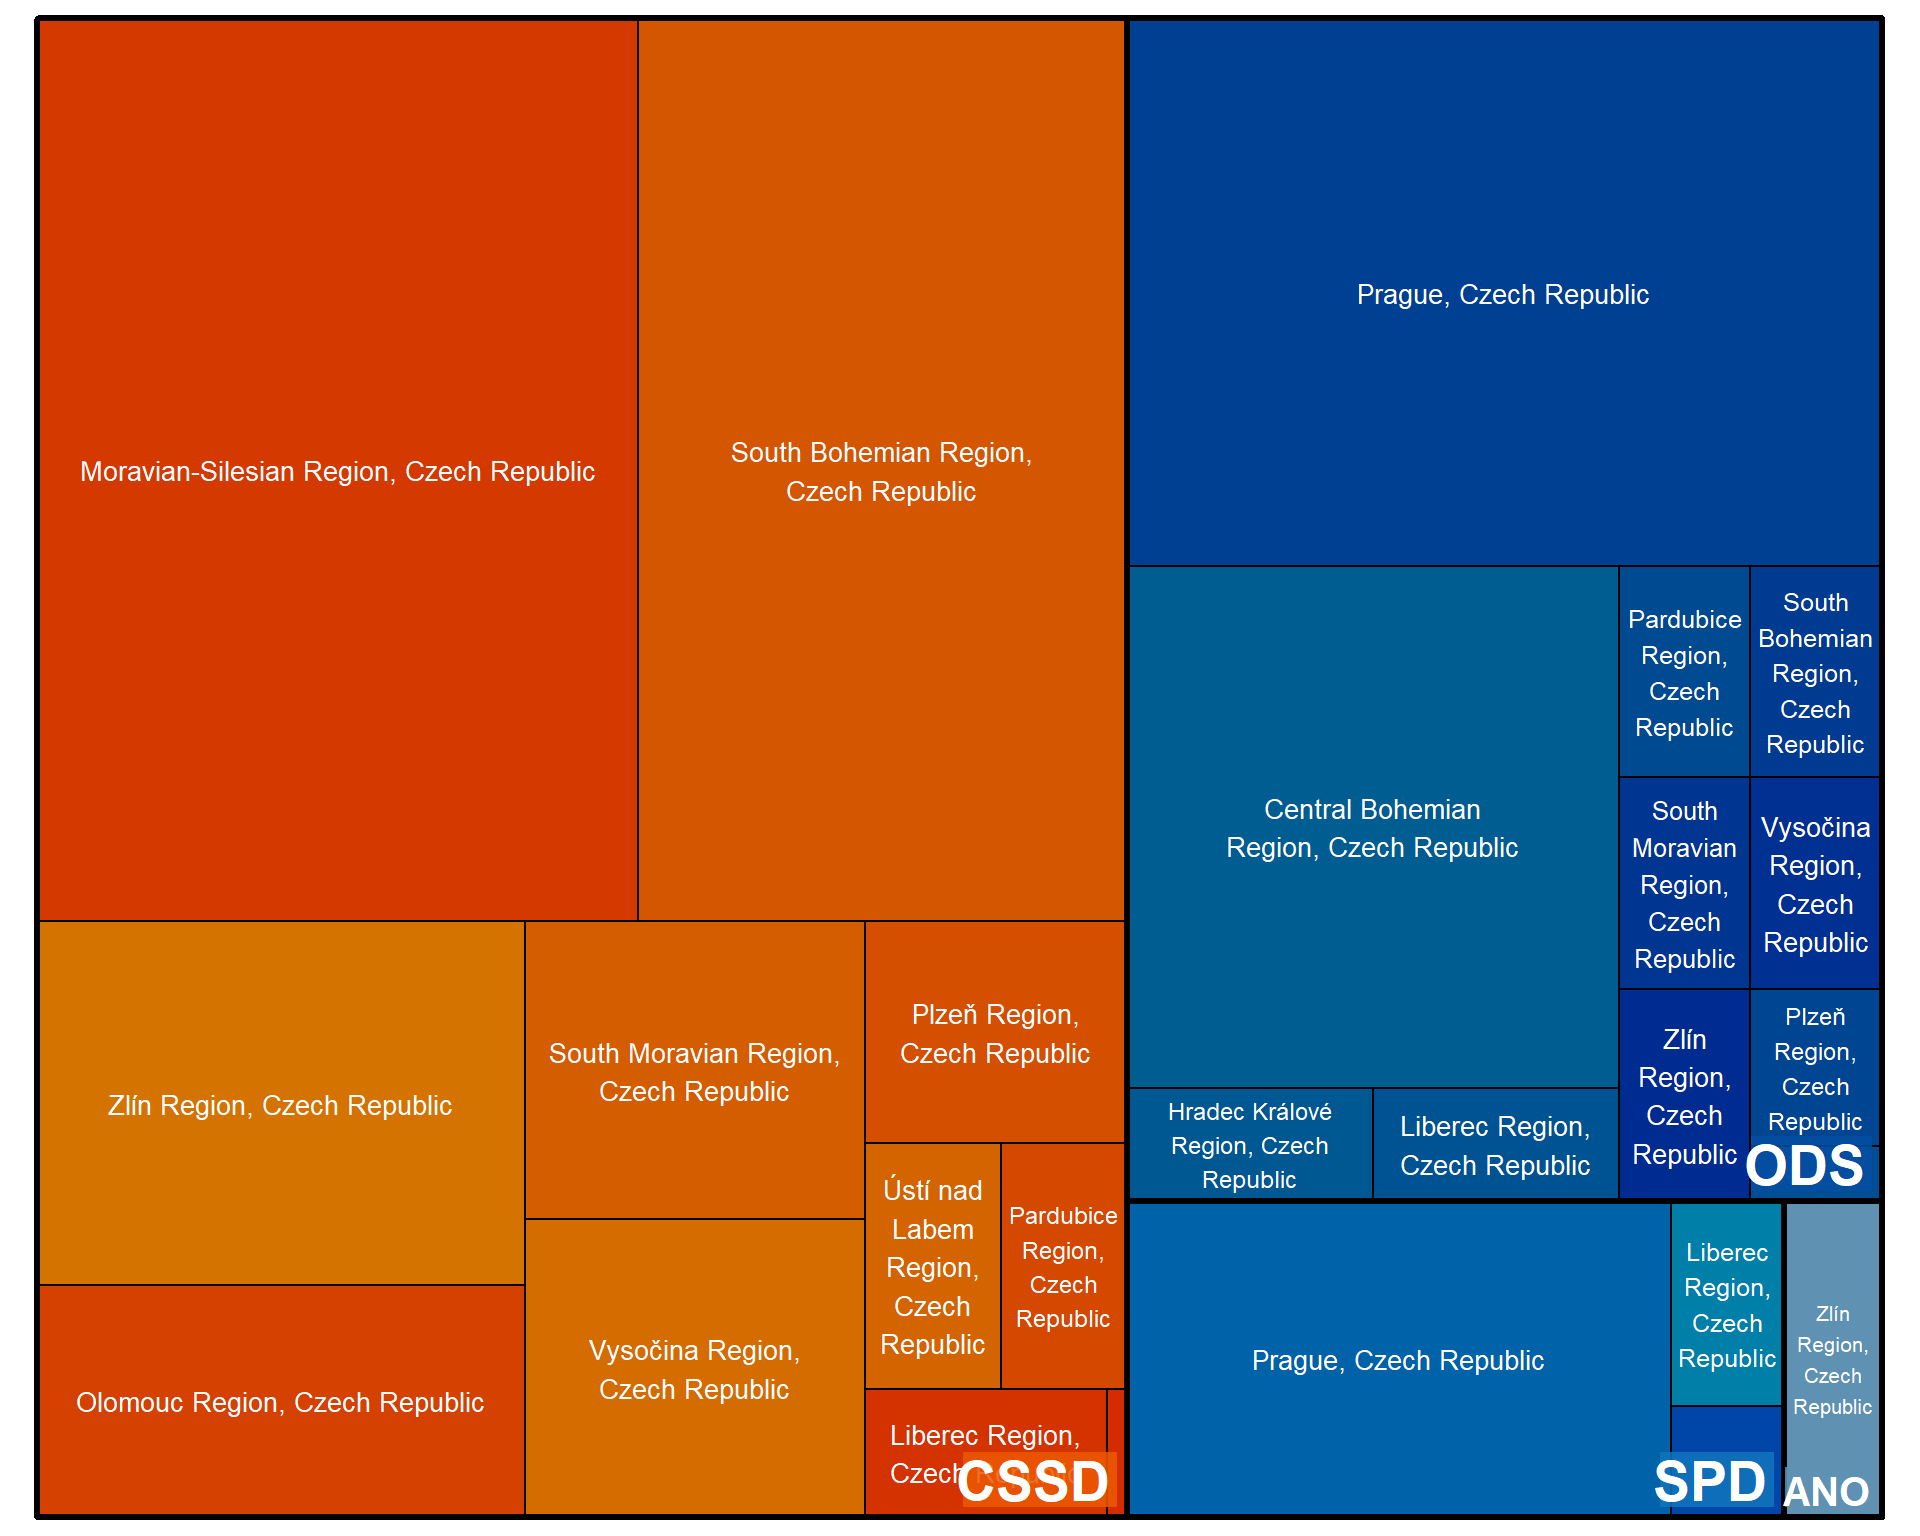 Moravian-Silesian Region, Czech Republic
South Bohemian Region,
Czech Republic
Zlín Region, Czech Republic
Olomouc Region, Czech Republic
South Moravian Region,
Czech Republic
Vysočina Region,
Czech Republic
Plzeň Region,
Czech Republic
Ústí nad
Labem
Region,
Czech
Republic
Pardubice
Region,
Czech
Republic
Liberec Region,
Czech Republic
CSSD
Prague, Czech Republic
Central Bohemian
Region, Czech Republic
Hradec Králové
Region, Czech
Republic
Liberec Region,
Czech Republic
Pardubice
Region,
Czech
Republic
South
Bohemian
Region,
Czech
Republic
South
Moravian
Region,
Czech
Republic
Vysočina
Region,
Czech
Republic
Zlín
Region,
Czech
Republic
Plzeň
Region,
Czech
Republic
ODS
Prague, Czech Republic
Liberec
Region,
Czech
Republic
SPD
Zlín
Region,
Czech
Republic
ANO